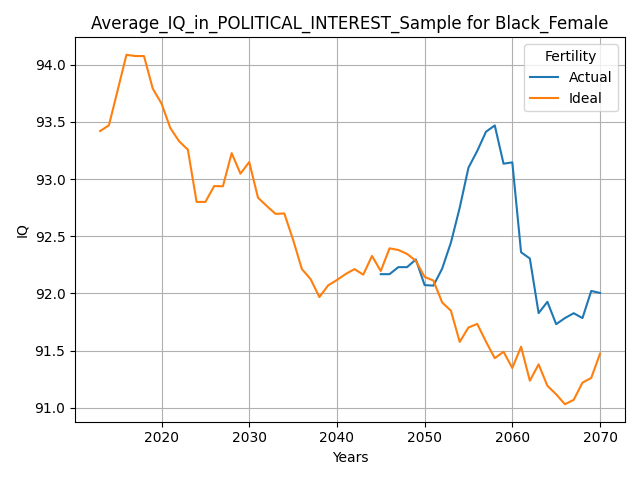 Average_IQ_in_POLITICAL_INTEREST_Sample for Black_Female
Fertility
Actual
Ideal
IQ
94.0
93.5
93.0
92.5
92.0
91.5
91.0
2020 2030 2040 2050 2060 2070
Years